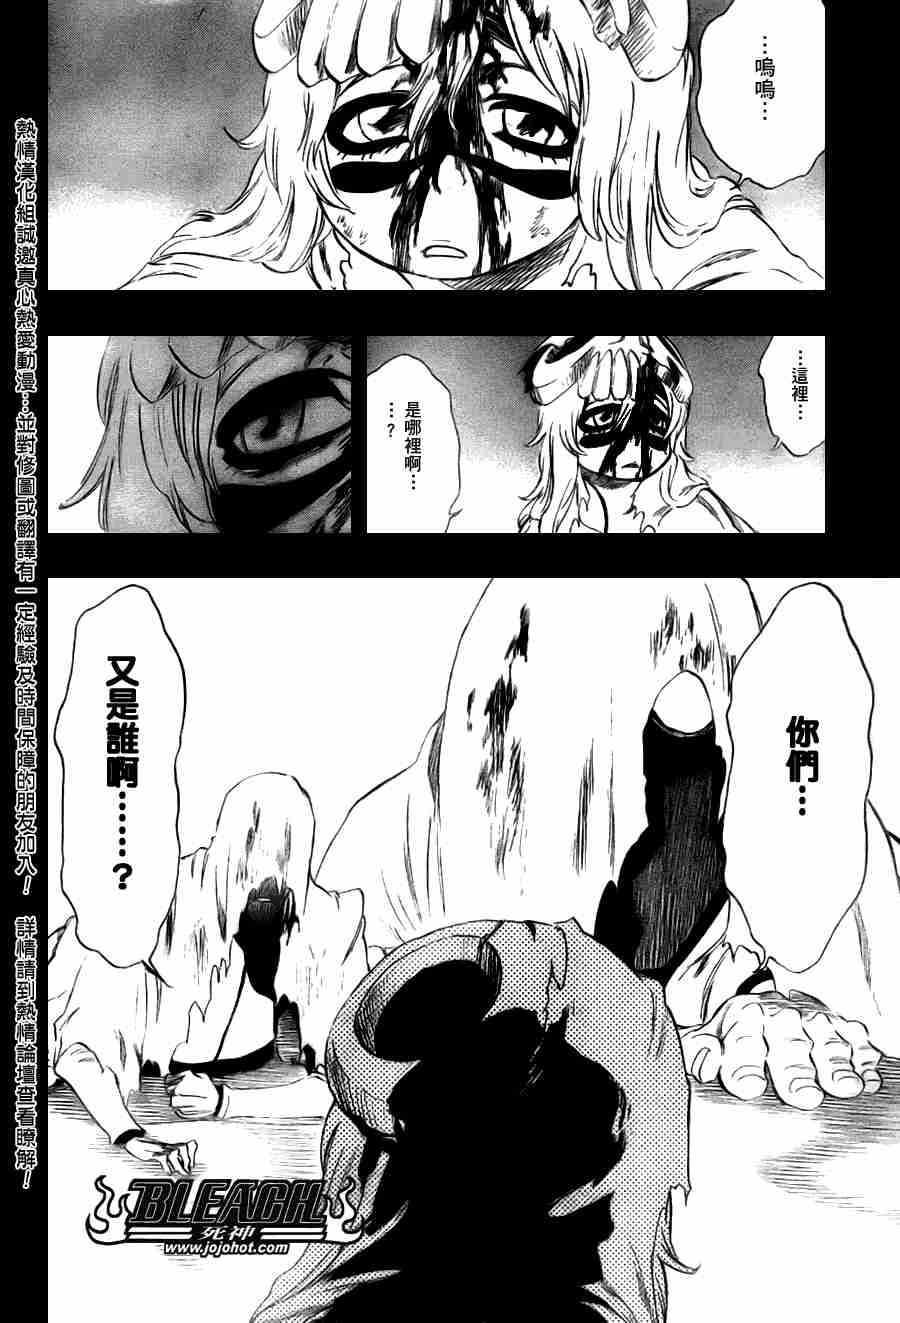 …嗚嗚…
…這裡…
是哪裡啊…
…?
你們…
又是誰啊……?
熱情漢化組誠邀真心熱愛動漫…並對修圖或翻譯有一定經驗及時間保障的朋友加入! 詳情請到熱情論壇查看瞭解!
BLEACH
死神
www.jojohot.com